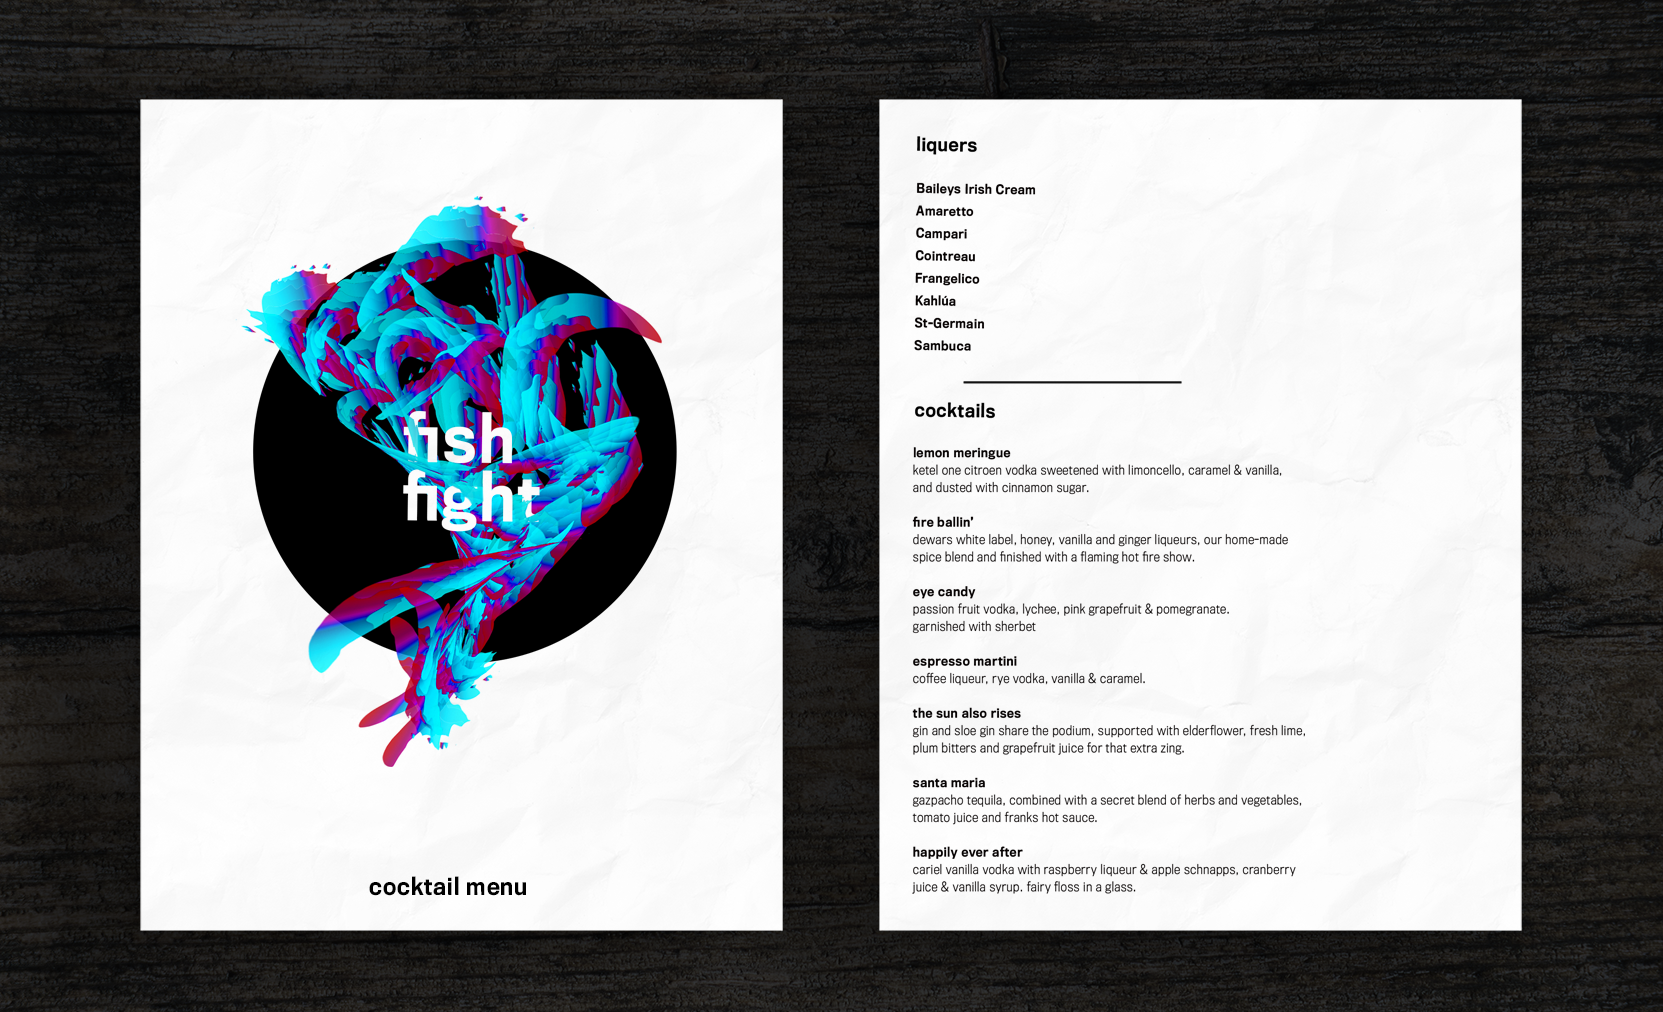 fish
fight
cocktail menu
liquers
Baileys Irish Cream
Amaretto
Campari
Cointreau
Frangelico
Kahlúa
St-Germain
Sambuca
cocktails
lemon meringue
ketel one citroen vodka sweetened with limoncello, caramel & vanilla,
and dusted with cinnamon sugar.
fire ballin'
dewars white label, honey, vanilla and ginger liqueurs, our home-made
spice blend and finished with a flaming hot fire show.
eye candy
passion fruit vodka, lychee, pink grapefruit & pomegranate.
garnished with sherbet
espresso martini
coffee liqueur, rye vodka, vanilla & caramel.
the sun also rises
gin and sloe gin share the podium, supported with elderflower, fresh lime,
plum bitters and grapefruit juice for that extra zing.
santa maria
gazpacho tequila, combined with a secret blend of herbs and vegetables,
tomato juice and franks hot sauce.
happily ever after
cariel vanilla vodka with raspberry liqueur & apple schnapps, cranberry
juice & vanilla syrup. fairy floss in a glass.